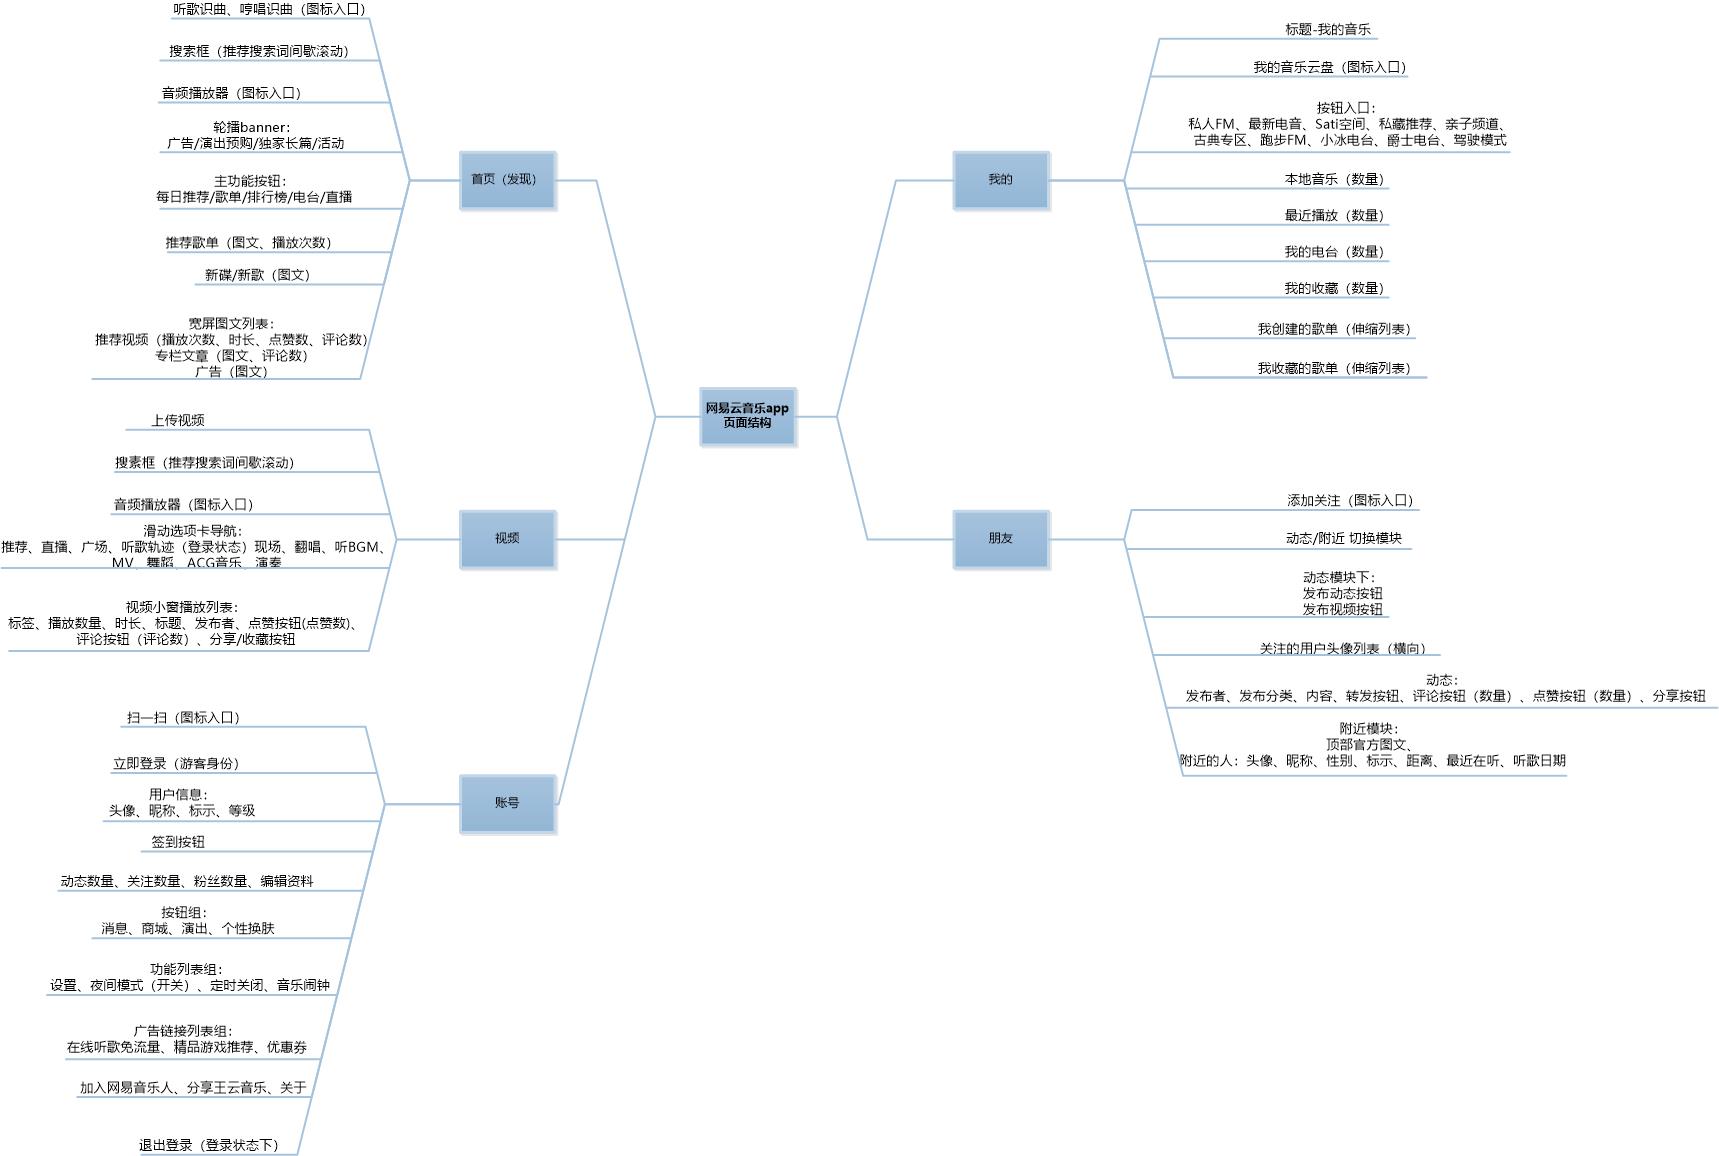 网易云音乐app
页面结构
首页（发现）
听歌识曲、哼唱识曲（图标入口）
搜索框（推荐搜索词间歇滚动）
音频播放器（图标入口）
轮播banner：
广告/演出预购/独家长篇/活动
主功能按钮：
每日推荐/歌单/排行榜/电台/直播
推荐歌单（图文、播放次数）
新碟/新歌（图文）
宽屏图文列表：
推荐视频（播放次数、时长、点赞数、评论数）
专栏文章（图文、评论数）
广告（图文）
视频
上传视频
搜素框（推荐搜索词间歇滚动）
音频播放器（图标入口）
滑动选项卡导航：
推荐、直播、广场、听歌轨迹（登录状态）现场、翻唱、听BGM、
MV、舞蹈、ACG音乐、演奏
视频小窗播放列表：
标签、播放数量、时长、标题、发布者、点赞按钮(点赞数)、
评论按钮（评论数）、分享/收藏按钮
账号
扫一扫（图标入口）
立即登录（游客身份）
用户信息：
头像、昵称、标示、等级
签到按钮
动态数量、关注数量、粉丝数量、编辑资料
按钮组：
消息、商城、演出、个性换肤
功能列表组：
设置、夜间模式（开关）、定时关闭、音乐闹钟
广告链接列表组：
在线听歌免流量、精品游戏推荐、优惠券
加入网易音乐人、分享王云音乐、关于
退出登录（登录状态下）
我的
标题-我的音乐
我的音乐云盘（图标入口）
按钮入口：
私人FM、最新电音、Sati空间、私藏推荐、亲子频道、
古典专区、跑步FM、小冰电台、爵士电台、驾驶模式
本地音乐（数量）
最近播放（数量）
我的电台（数量）
我的收藏（数量）
我创建的歌单（伸缩列表）
我收藏的歌单（伸缩列表）
朋友
添加关注（图标入口）
动态/附近 切换模块
动态模块下：
发布动态按钮
发布视频按钮
关注的用户头像列表（横向）
动态：
发布者、发布分类、内容、转发按钮、评论按钮（数量）、点赞按钮（数量）、分享按钮
附近模块：
顶部官方图文、
附近的人：头像、昵称、性别、标示、距离、最近在听、听歌日期